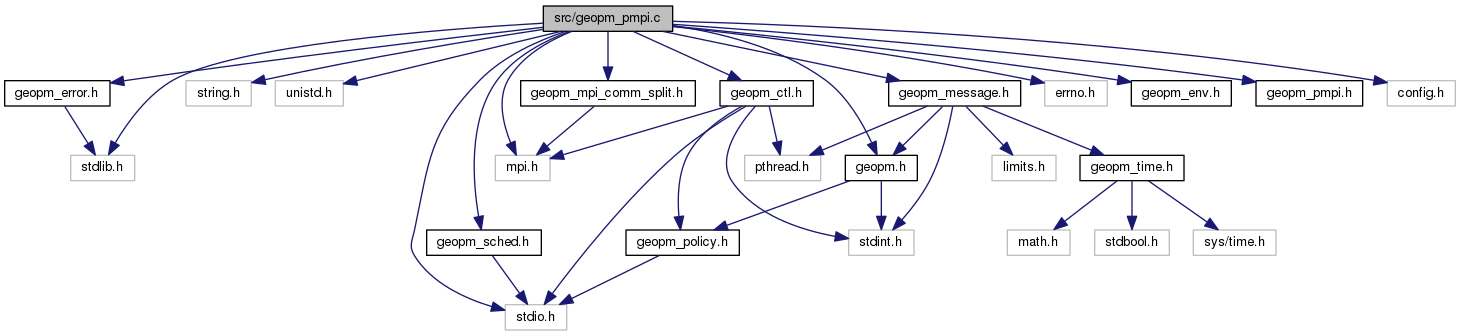 src/geopm_pmpi.c
geopm_error.h
string.h
unistd.h
geopm_mpi_comm_split.h
geopm_ctl.h
geopm_message.h
errno.h
geopm_env.h
geopm_pmpi.h
config.h
stdlib.h
mpi.h
pthread.h
geopm.h
limits.h
geopm_time.h
geopm_sched.h
geopm_policy.h
stdint.h
math.h
stdbool.h
sys/time.h
stdio.h